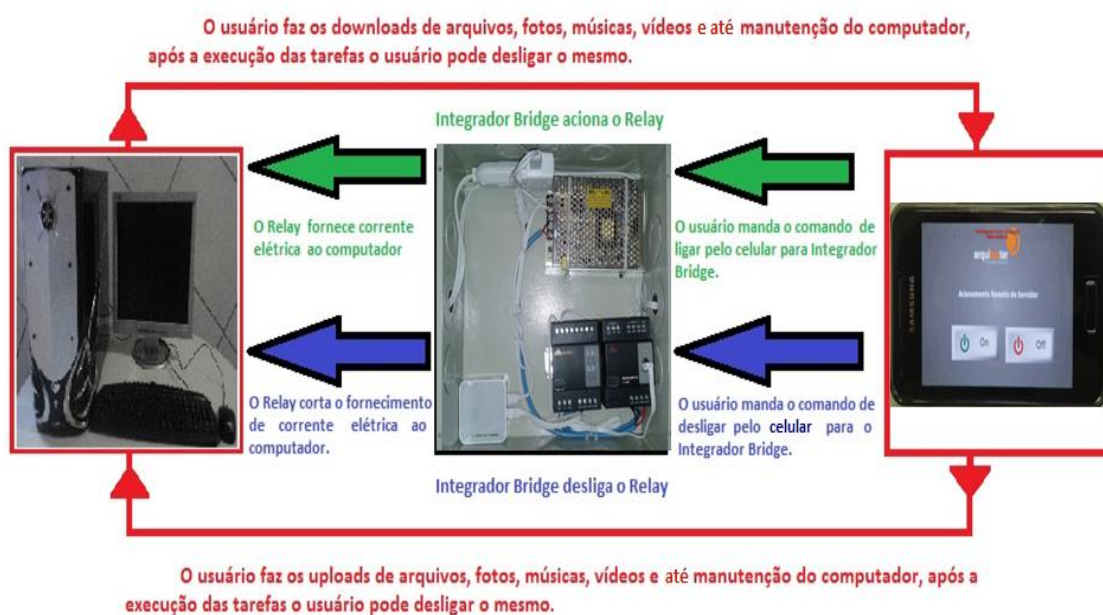 O usuário faz os downloads de arquivos, fotos, músicas, vídeos e até manutenção do computador,
após a execução das tarefas o usuário pode desligar o mesmo.
Integrador Bridge aciona o Relay
O Relay fornece corrente
elétrica ao computador
O usuário manda o comando de
ligar pelo celular para Integrador
Bridge.
SAMSUNG
Acionamento Remoto do Servidor
On
Off
O Relay corta o fornecimento
de corrente elétrica ao
computador.
O usuário manda o comando de
desligar pelo celular para o
Integrador Bridge.
Integrador Bridge desliga o Relay
O usuário faz os uploads de arquivos, fotos, músicas, vídeos e até manutenção do computador, após a
execução das tarefas o usuário pode desligar o mesmo.